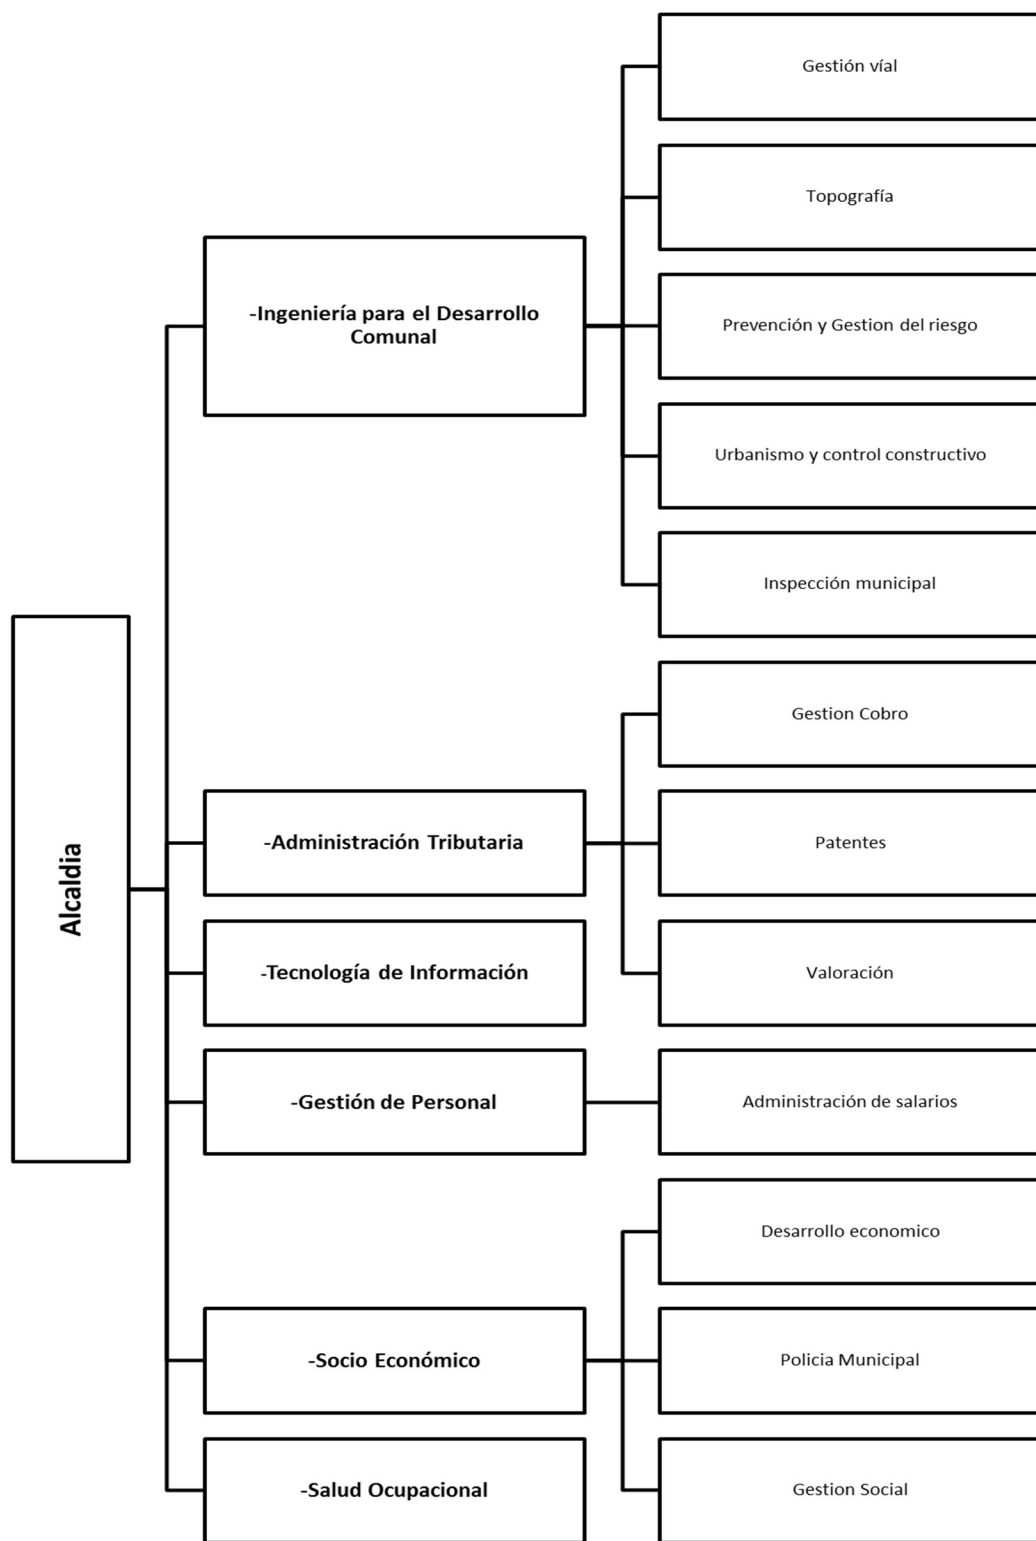 Alcaldia
-Ingeniería para el Desarrollo
Comunal
Gestión víal
Topografía
Prevención y Gestion del riesgo
Urbanismo y control constructivo
Inspección municipal
-Administración Tributaria
Gestion Cobro
Patentes
Valoración
-Tecnología de Información
-Gestión de Personal
Administración de salarios
-Socio Económico
Desarrollo economico
Policia Municipal
Gestion Social
-Salud Ocupacional